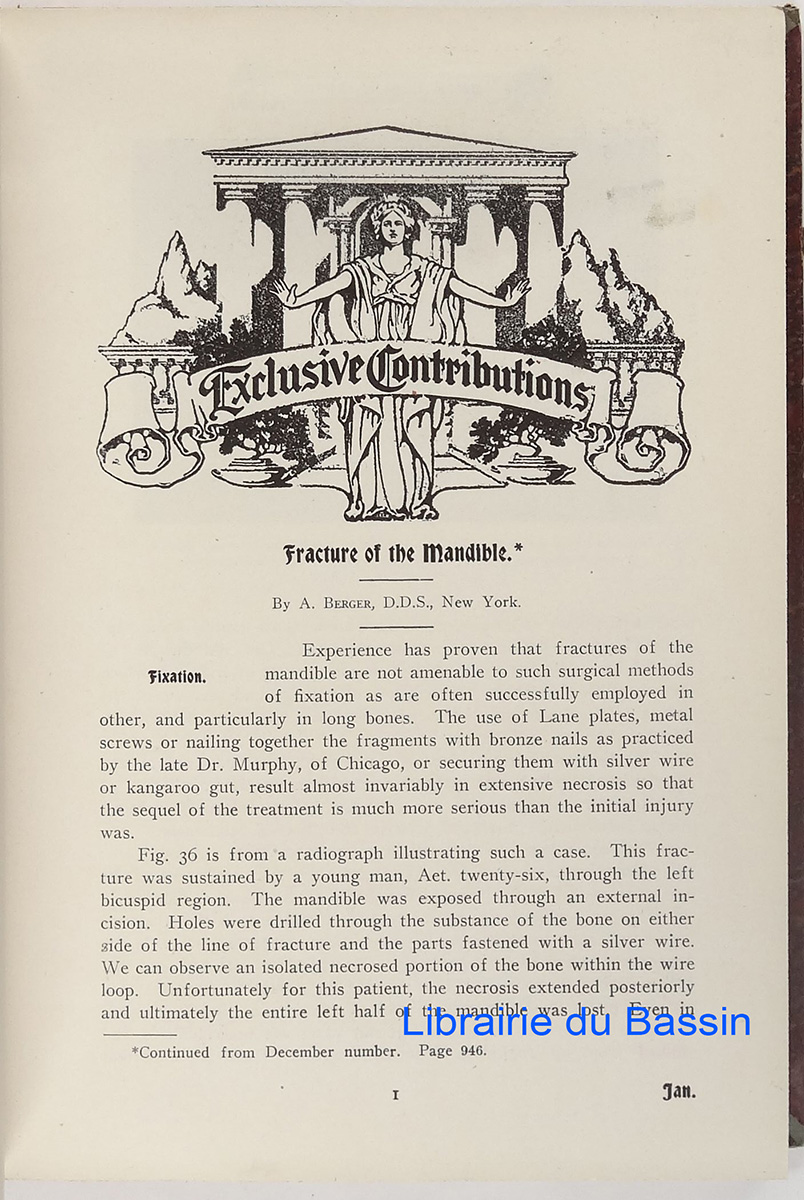 Exclusive Contributions
Fracture of the Mandible.*
By A. Berger, D.D.S., New York.
Fixation.
Experience has proven that fractures of the
mandible are not amenable to such surgical methods
of fixation as are often successfully employed in
other, and particularly in long bones. The use of Lane plates, metal
screws or nailing together the fragments with bronze nails as practiced
by the late Dr. Murphy, of Chicago, or securing them with silver wire
or kangaroo gut, result almost invariably in extensive necrosis so that
the sequel of the treatment is much more serious than the initial injury
was.
Fig. 36 is from a radiograph illustrating such a case. This frac-
ture was sustained by a young man, Aet. twenty-six, through the left
bicuspid region. The mandible was exposed through an external in-
cision. Holes were drilled through the substance of the bone on either
side of the line of fracture and the parts fastened with a silver wire.
We can observe an isolated necrosed portion of the bone within the wire
loop. Unfortunately for this patient, the necrosis extended posteriorly
and ultimately the entire left half of the mandible was lost. Even in
Librairie du Bassin
*Continued from December number. Page 946.
1
Jan.